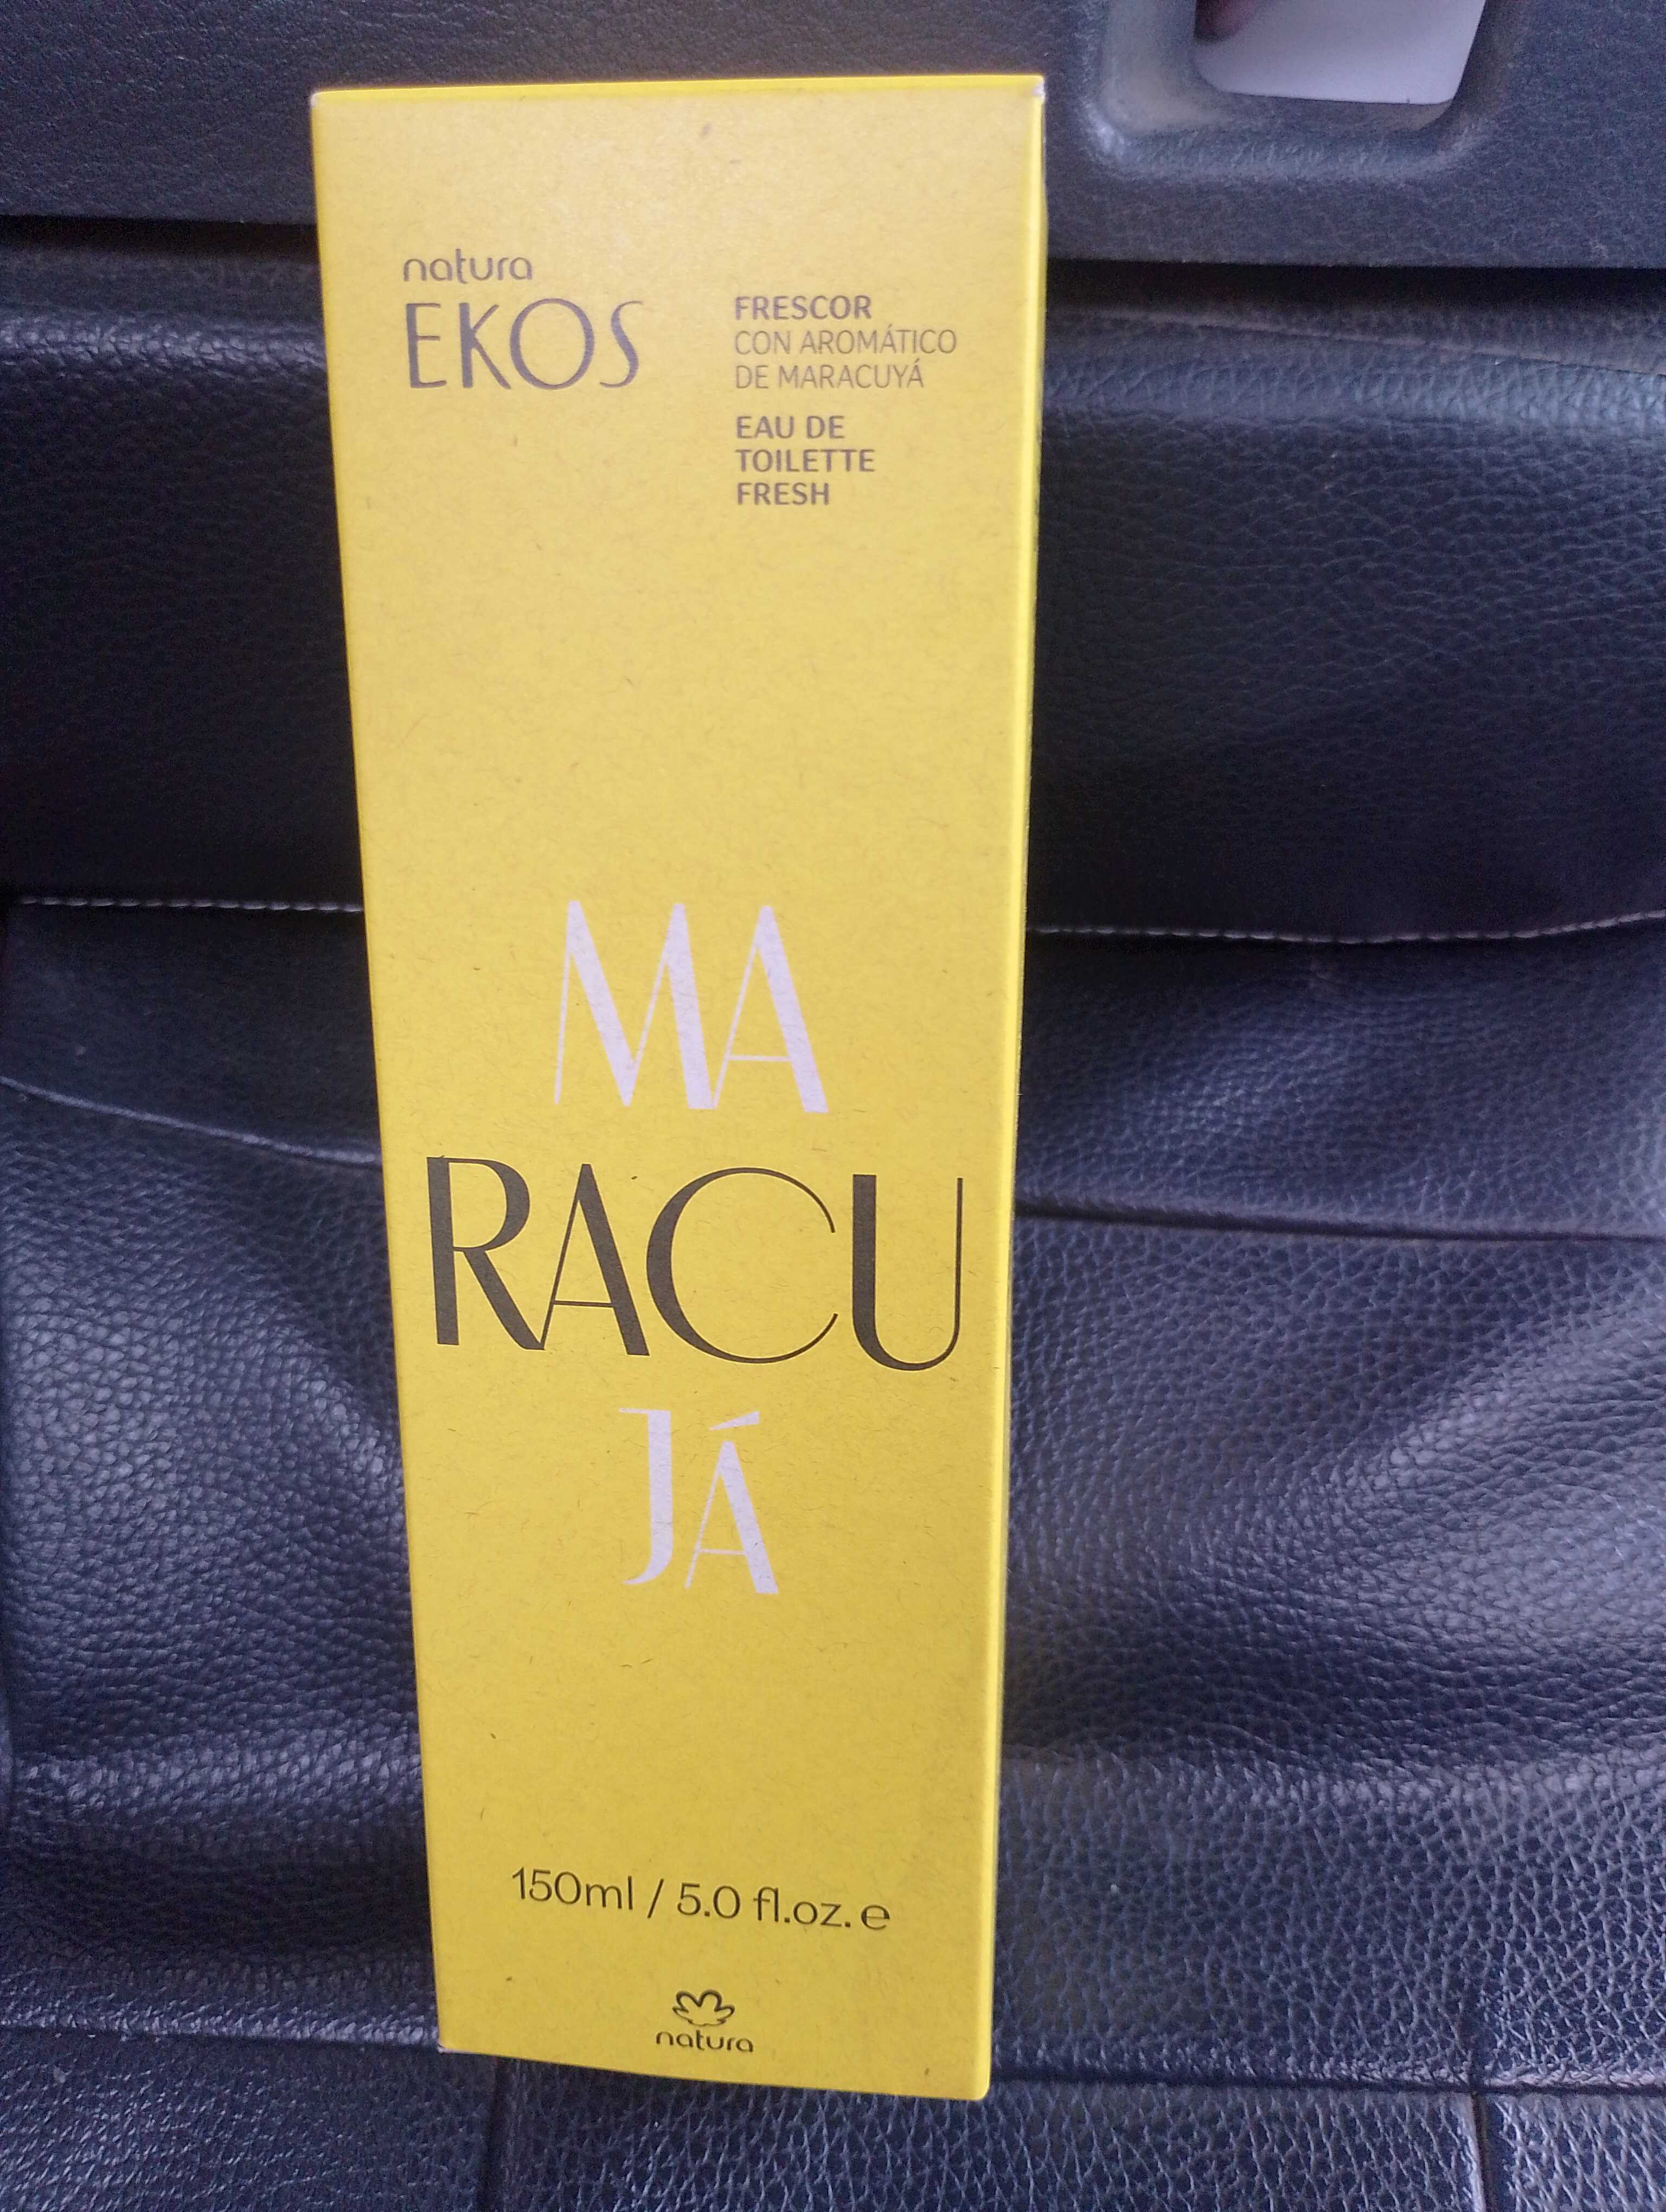 natura
EKOS
FRESCOR
CON AROMÁTICO
DE MARACUYÁ
EAU DE
TOILETTE
FRESH
MA
RACU
JÁ
150ml / 5.0 fl.oz. e
natura